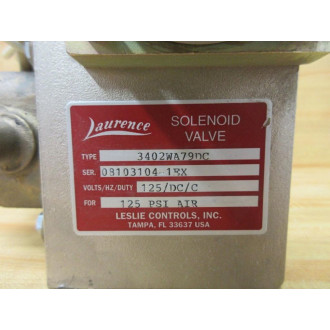 Laurence SOLENOID VALVE
TYPE 3402WA79DC
SER. 08103104 1EX
VOLTS/HZ/DUTY 125/DC/C
FOR 125 PSI AIR
LESLIE CONTROLS, INC.
TAMPA, FL 33637 USA